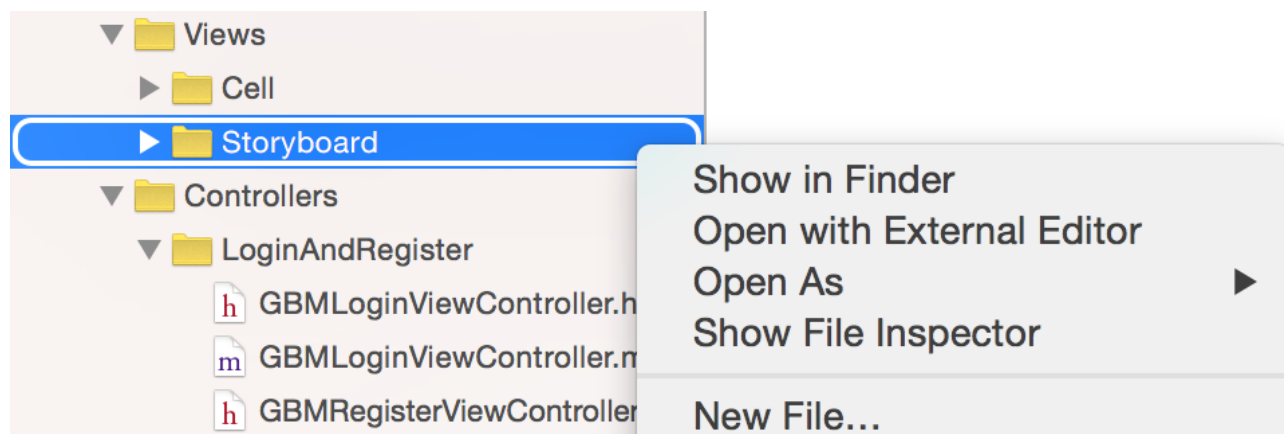 Views
Cell
Storyboard
Controllers
LoginAndRegister
h GBMLoginViewController.h
m GBMLoginViewController.m
h GBMRegisterViewController
Show in Finder
Open with External Editor
Open As
Show File Inspector
New File...